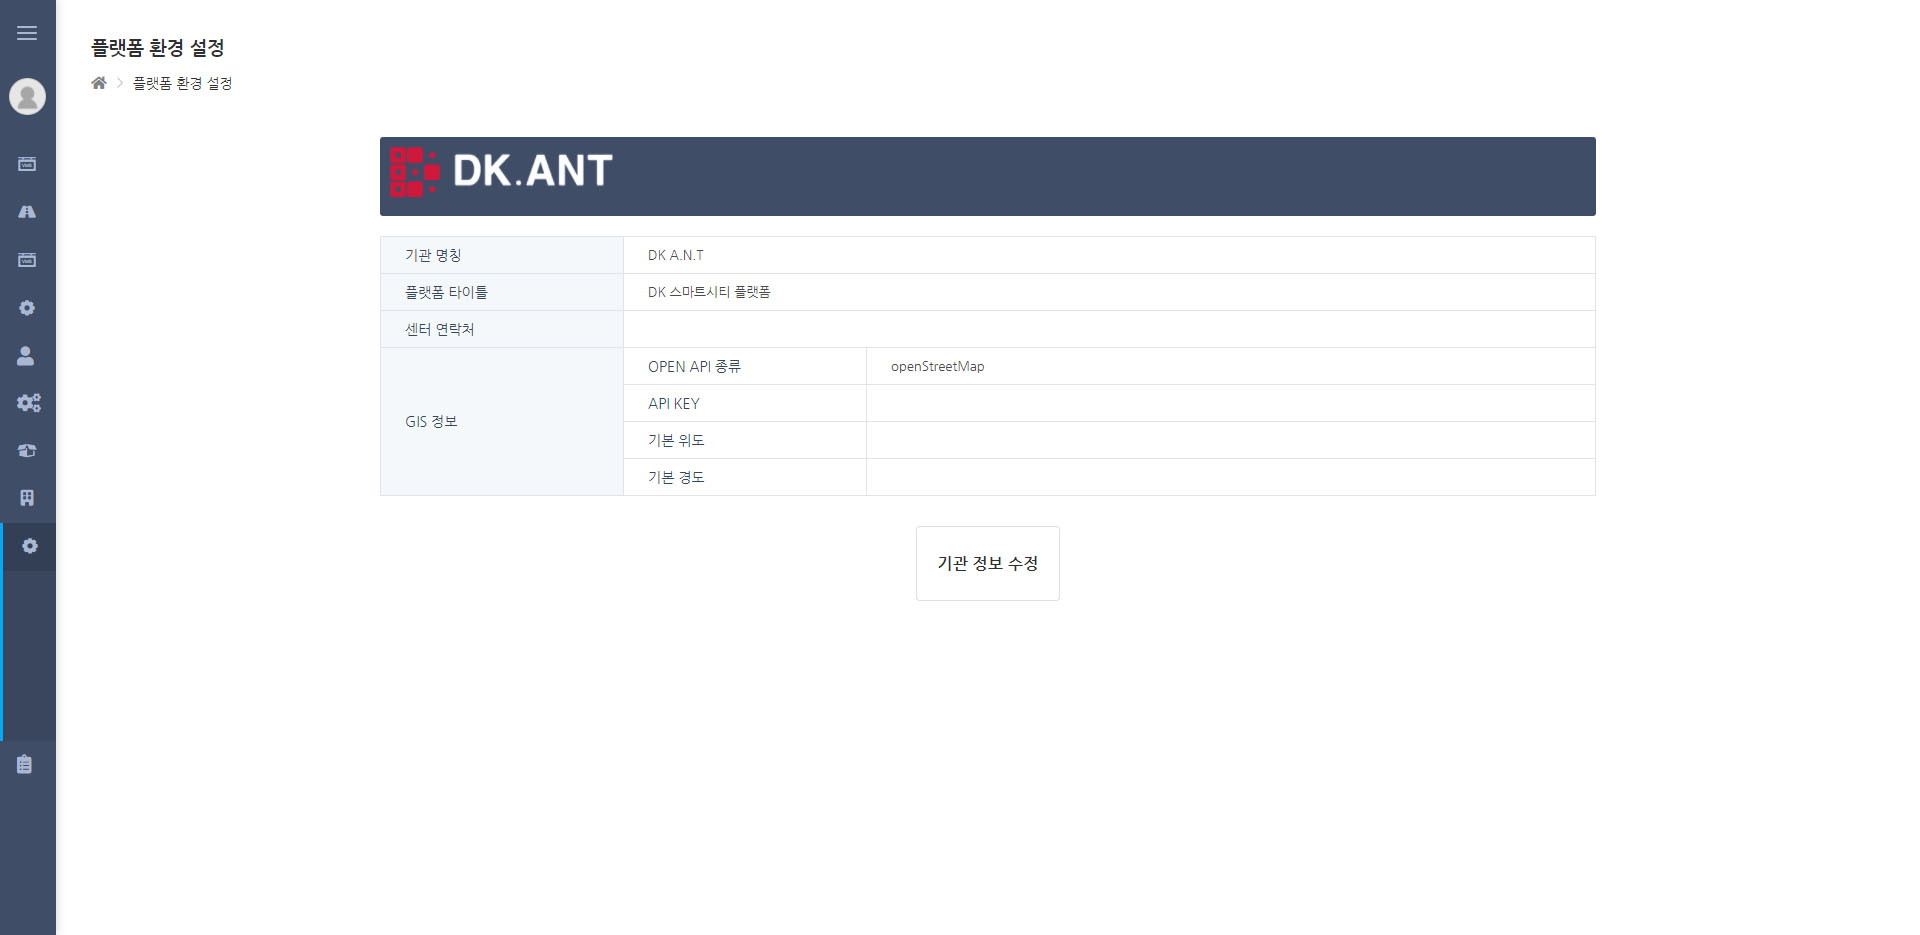 플랫폼 환경 설정
플랫폼 환경 설정
DK.ANT
기관 명칭 DK A.N.T
플랫폼 타이틀 DK 스마트시티 플랫폼
센터 연락처
GIS 정보
OPEN API 종류 openStreetMap
API KEY
기본 위도
기본 경도
기관 정보 수정